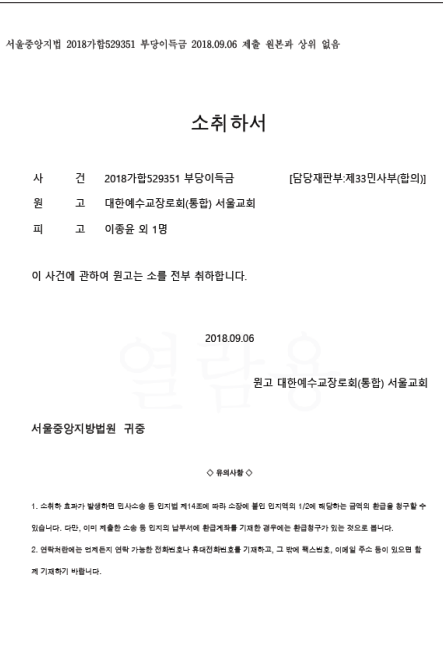 서울중앙지법 2018가합529351 부당이득금 2018.09.06 제출 원본과 상위 없음
소취하서
사 건 2018가합529351 부당이득금 [담당재판부:제33민사부(합의)]
원 고 대한예수교장로회(통합) 서울교회
피 고 이종윤 외 1명
이 사건에 관하여 원고는 소를 전부 취하합니다.
2018.09.06
열람용
원고 대한예수교장로회(통합) 서울교회
서울중앙지방법원 귀중
◇ 유의사항 ◇
1. 소취하 효과가 발생하면 민사소송 등 인지법 제14조에 따라 소장에 붙인 인지액의 1/2에 해당하는 금액의 환급을 청구할 수
있습니다. 다만, 이미 제출한 소송 등 인지의 납부서에 환급계좌를 기재한 경우에는 환급청구가 있는 것으로 봅니다.
2. 연락처란에는 언제든지 연락 가능한 전화번호나 휴대전화번호를 기재하고, 그 밖에 팩스번호, 이메일 주소 등이 있으면 함
께 기재하기 바랍니다.